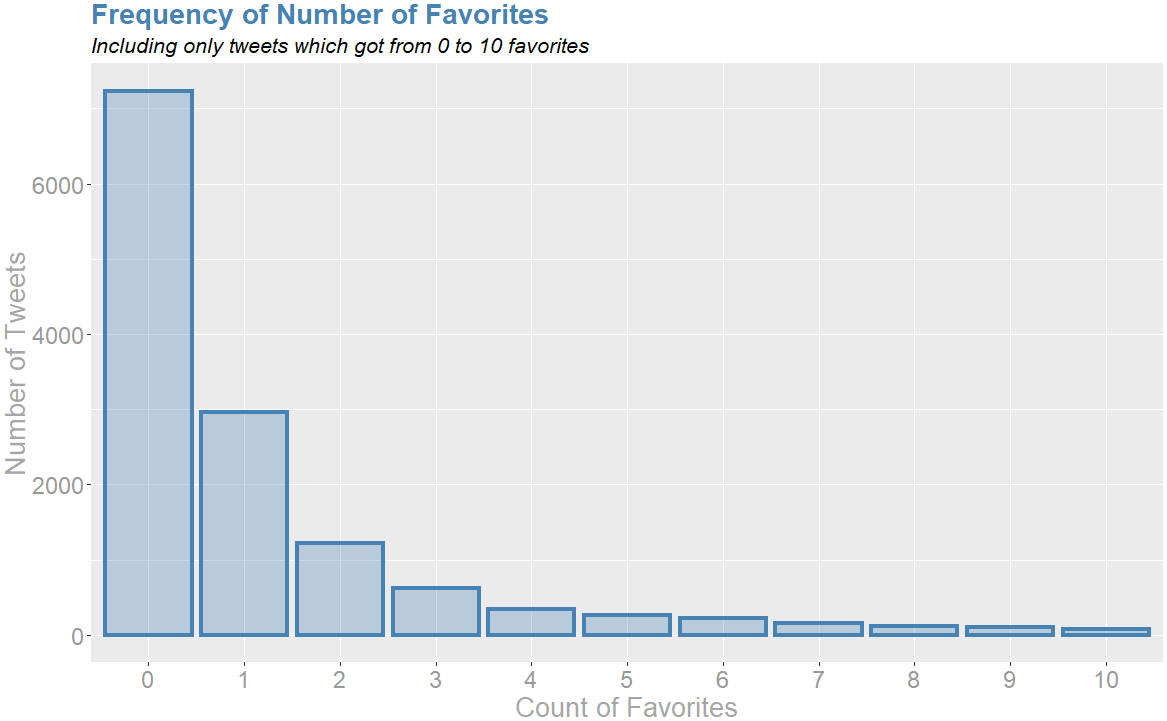 Frequency of Number of Favorites
Including only tweets which got from 0 to 10 favorites
Number of Tweets
6000
4000
2000
0
0 1 2 3 4 5 6 7 8 9 10
Count of Favorites